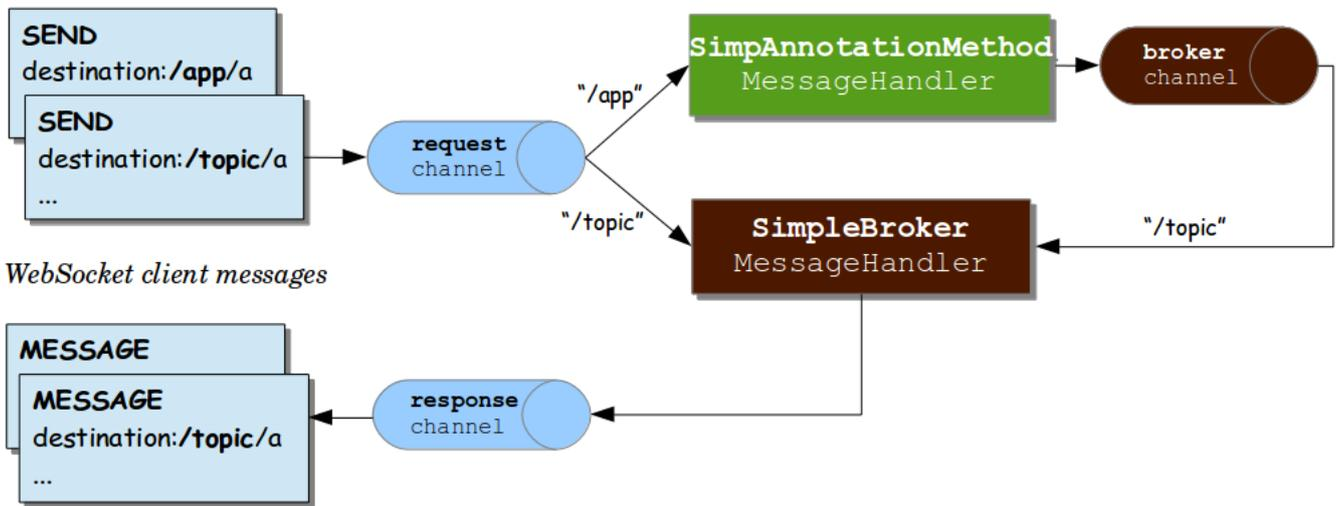 SEND
destination:/app/a
SEND
destination:/topic/a
...
WebSocket client messages
request
channel
"/app"
"/topic"
SimpAnnotationMethod
MessageHandler
broker
channel
SimpleBroker
MessageHandler
"/topic"
MESSAGE
MESSAGE
destination:/topic/a
...
response
channel